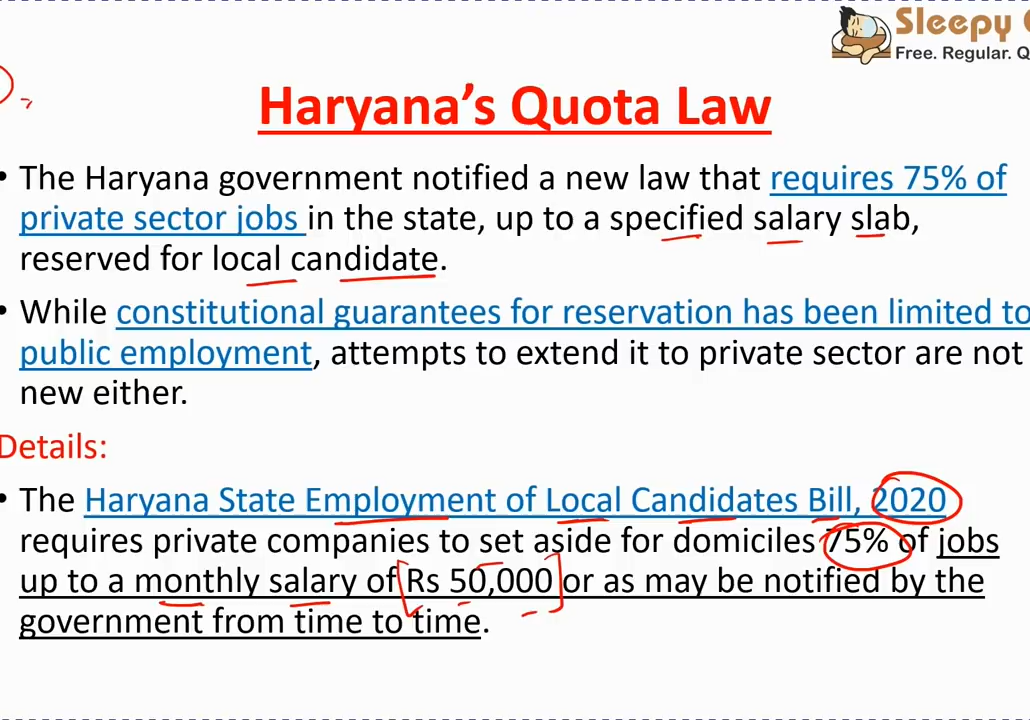 Sleepy
Free. Regular.
Haryana's Quota Law
• The Haryana government notified a new law that requires 75% of
private sector jobs in the state, up to a specified salary slab,
reserved for local candidate.
• While constitutional guarantees for reservation has been limited to
public employment, attempts to extend it to private sector are not
new either.
Details:
• The Haryana State Employment of Local Candidates Bill, 2020
requires private companies to set aside for domiciles 75% of jobs
up to a monthly salary of Rs 50,000 or as may be notified by the
government from time to time.